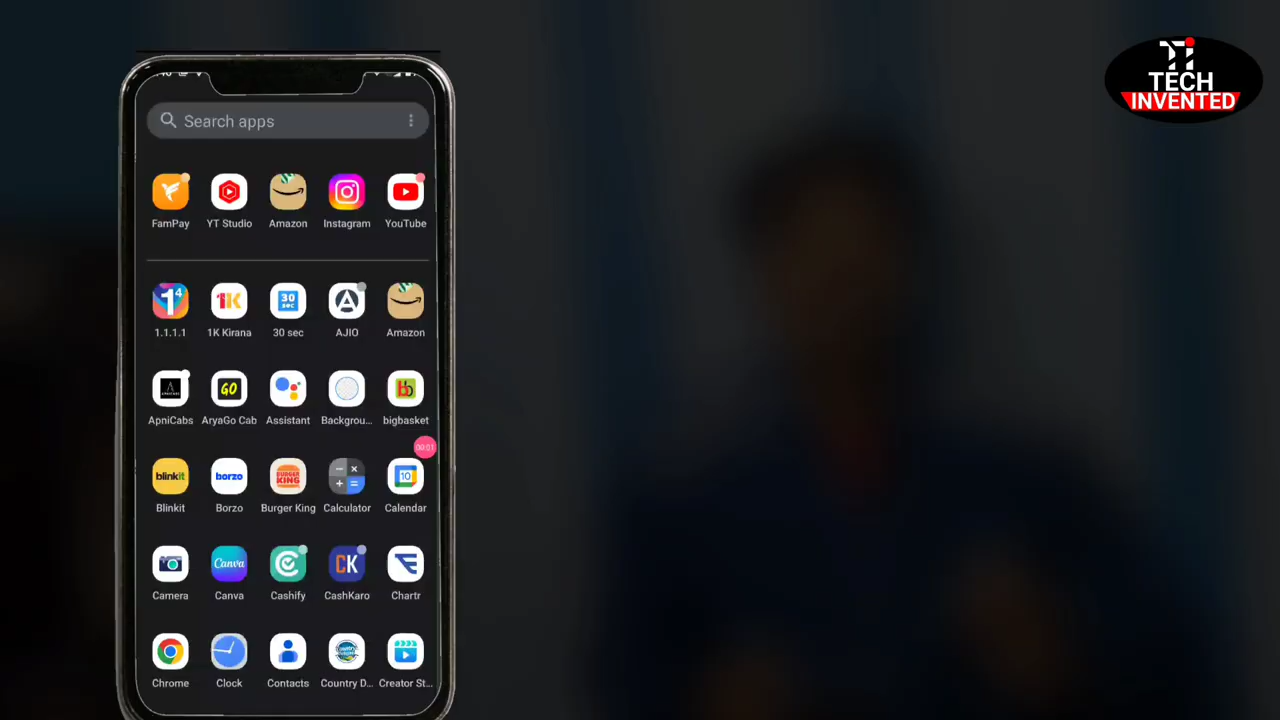 TECH
INVENTED
Search apps
FamPay YT Studio Amazon Instagram YouTube
1.1.1.1 1K Kirana 30 sec AJIO Amazon
ApniCabs AryaGo Cab Assistant Backgrou... bigbasket
00:01
Blinkit Borzo Burger King Calculator Calendar
Camera Canva Cashify CashKaro Chartr
Chrome Clock Contacts Country D... Creator St...